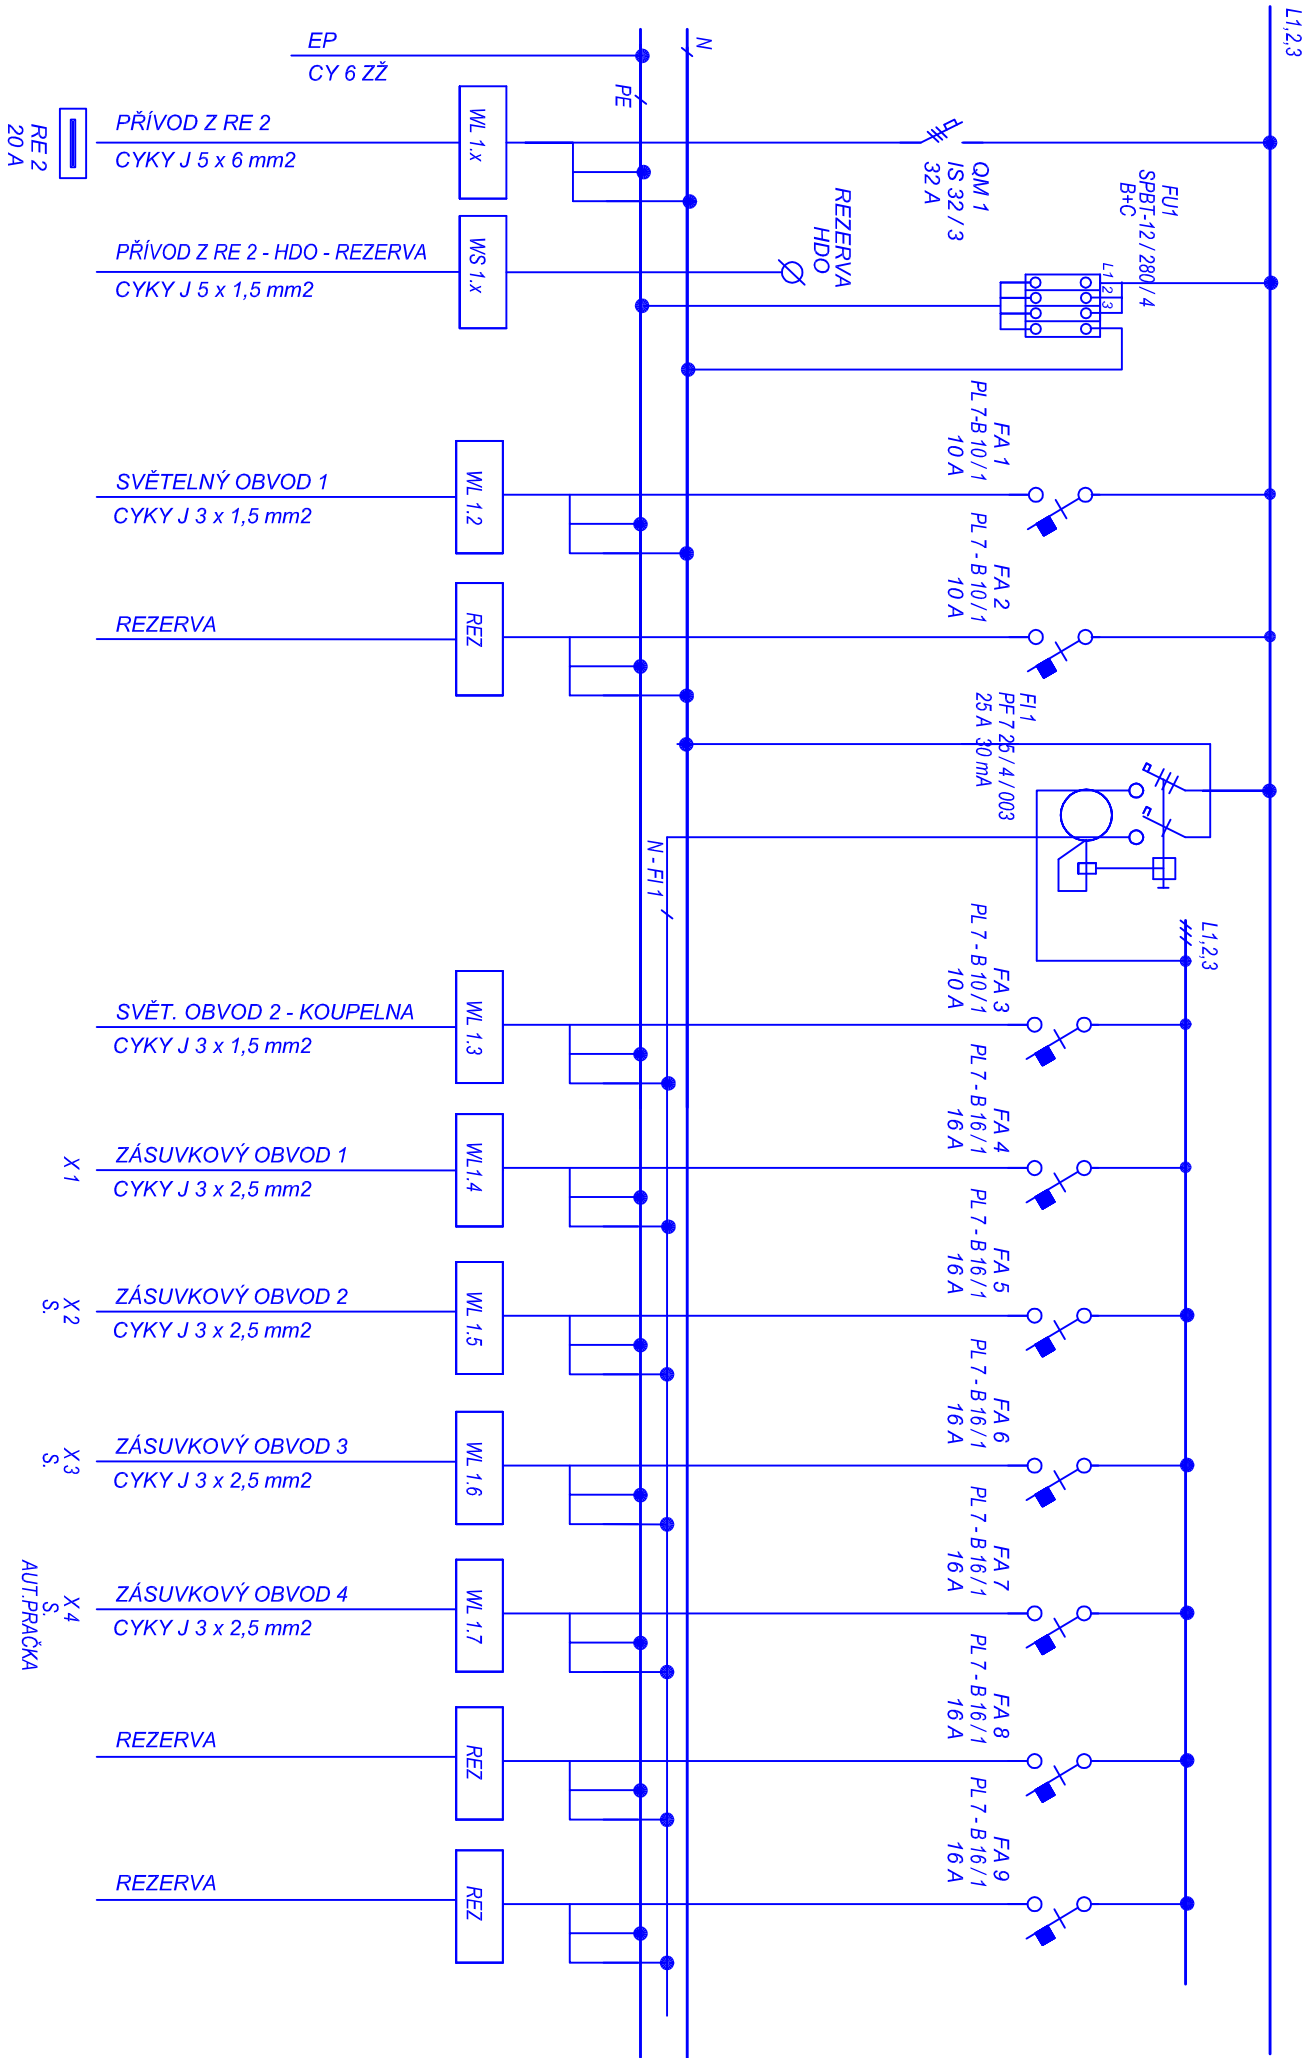 L1,2,3
N
EP
CY 6 ZŽ
PE
PŘÍVOD Z RE 2
CYKY J 5 x 6 mm2
WL 1.x
RE 2
20 A
QM 1
IS 32 / 3
32 A
FU1
SPBT-12 / 280 / 4
B+C
L1
2
3
REZERVA
HDO
PŘÍVOD Z RE 2 - HDO - REZERVA
CYKY J 5 x 1,5 mm2
WS 1.x
FA 1
PL 7-B 10 / 1
10 A
SVĚTELNÝ OBVOD 1
CYKY J 3 x 1,5 mm2
WL 1.2
FA 2
PL 7 - B 10 / 1
10 A
REZERVA
REZ
FI 1
PF 7 25 / 4 / 003
25 A 30 mA
N - FI 1
L1,2,3
FA 3
PL 7 - B 10 / 1
10 A
SVĚT. OBVOD 2 - KOUPELNA
CYKY J 3 x 1,5 mm2
WL 1.3
FA 4
PL 7 - B 16 / 1
16 A
ZÁSUVKOVÝ OBVOD 1
CYKY J 3 x 2,5 mm2
WL1.4
X 1
FA 5
PL 7 - B 16 / 1
16 A
ZÁSUVKOVÝ OBVOD 2
CYKY J 3 x 2,5 mm2
WL 1.5
X 2
S.
FA 6
PL 7 - B 16 / 1
16 A
ZÁSUVKOVÝ OBVOD 3
CYKY J 3 x 2,5 mm2
WL 1.6
X 3
S.
FA 7
PL 7 - B 16 / 1
16 A
ZÁSUVKOVÝ OBVOD 4
CYKY J 3 x 2,5 mm2
WL 1.7
X 4
S
AUT.PRAČKA
FA 8
PL 7 - B 16 / 1
16 A
REZERVA
REZ
FA 9
PL 7 - B 16 / 1
16 A
REZERVA
REZ